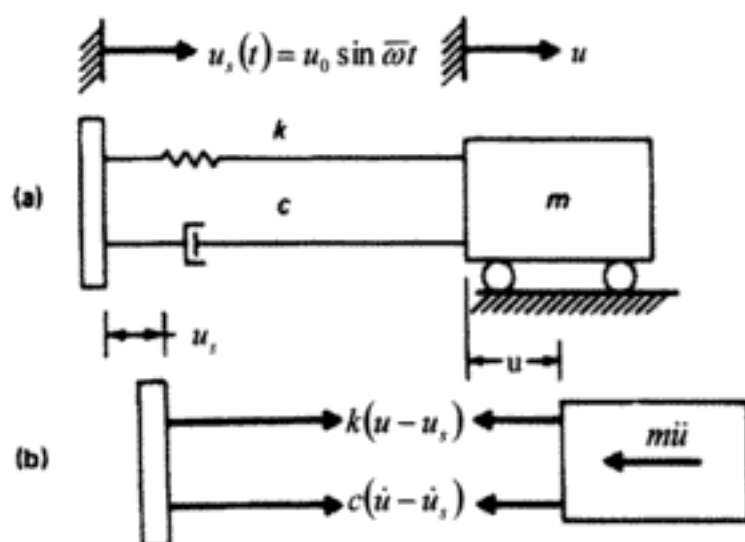 u_s(t) = u_0 sin ω̅t
u
k
(a)
c
m
u_s
u
k(u − u_s)
mü
(b)
c(u̇ − u̇_s)